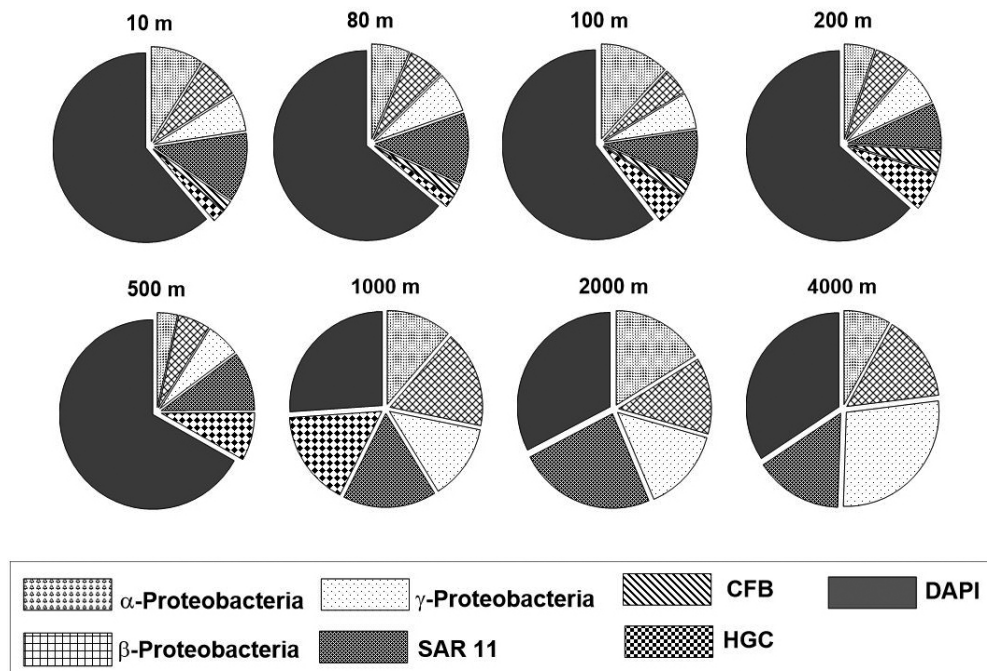 10 m
80 m
100 m
200 m
500 m
1000 m
2000 m
4000 m
α-Proteobacteria
γ-Proteobacteria
CFB
DAPI
β-Proteobacteria
SAR 11
HGC